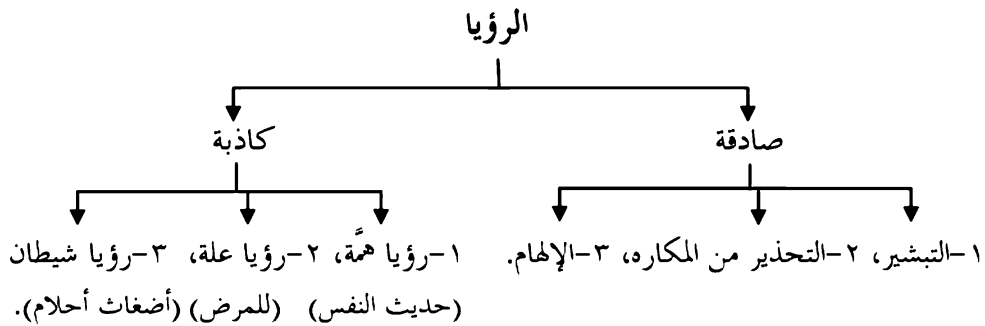 الرؤيا
صادقة
كاذبة
١-التبشير، ٢-التحذير من المكاره، ٣-الإلهام.
١-رؤيا همَّة، ٢-رؤيا علة، ٣-رؤيا شيطان
(حديث النفس) (للمرض) (أضغاث أحلام).